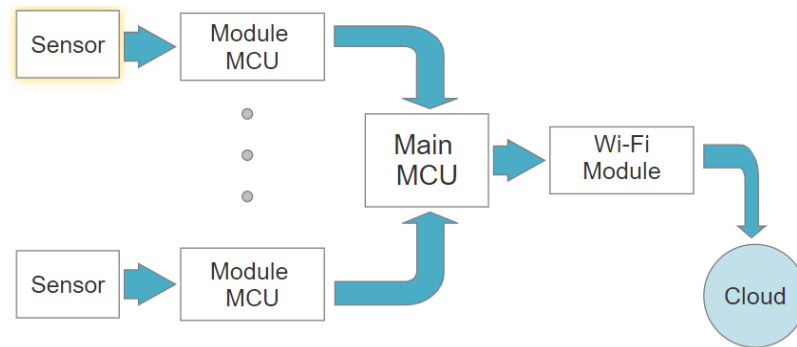 Sensor
Module
MCU
Main
MCU
Wi-Fi
Module
Sensor
Module
MCU
Cloud